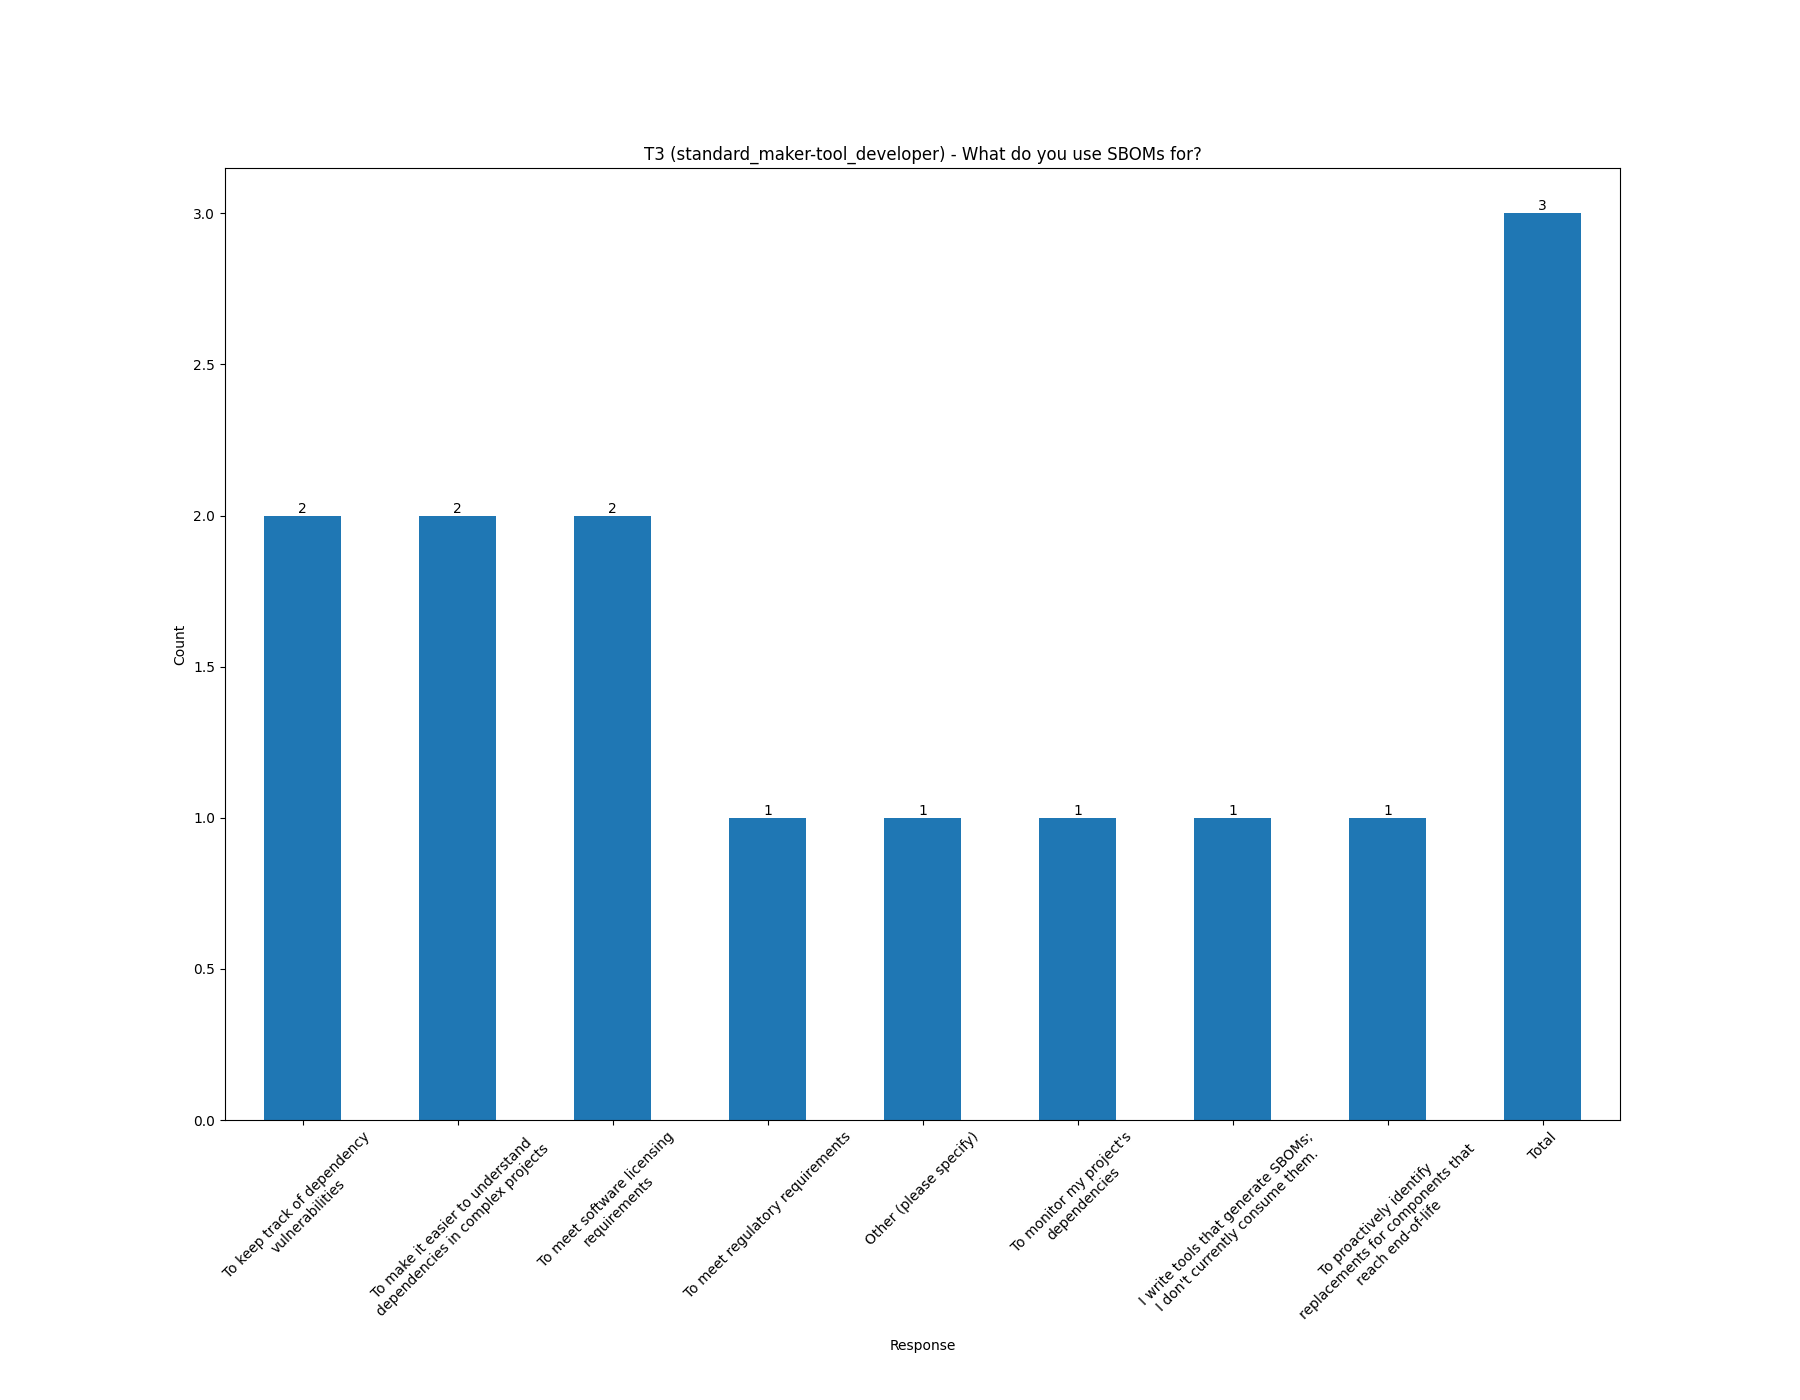 T3 (standard_maker-tool_developer) - What do you use SBOMs for?
3.0
2.5
2.0
1.5
1.0
0.5
0.0
Count
2
2
2
1
1
1
1
1
3
To keep track of dependency
vulnerabilities
To make it easier to understand
dependencies in complex projects
To meet software licensing
requirements
To meet regulatory requirements
Other (please specify)
To monitor my project's
dependencies
I write tools that generate SBOMs;
I don't currently consume them.
To proactively identify
replacements for components that
reach end-of-life
Total
Response